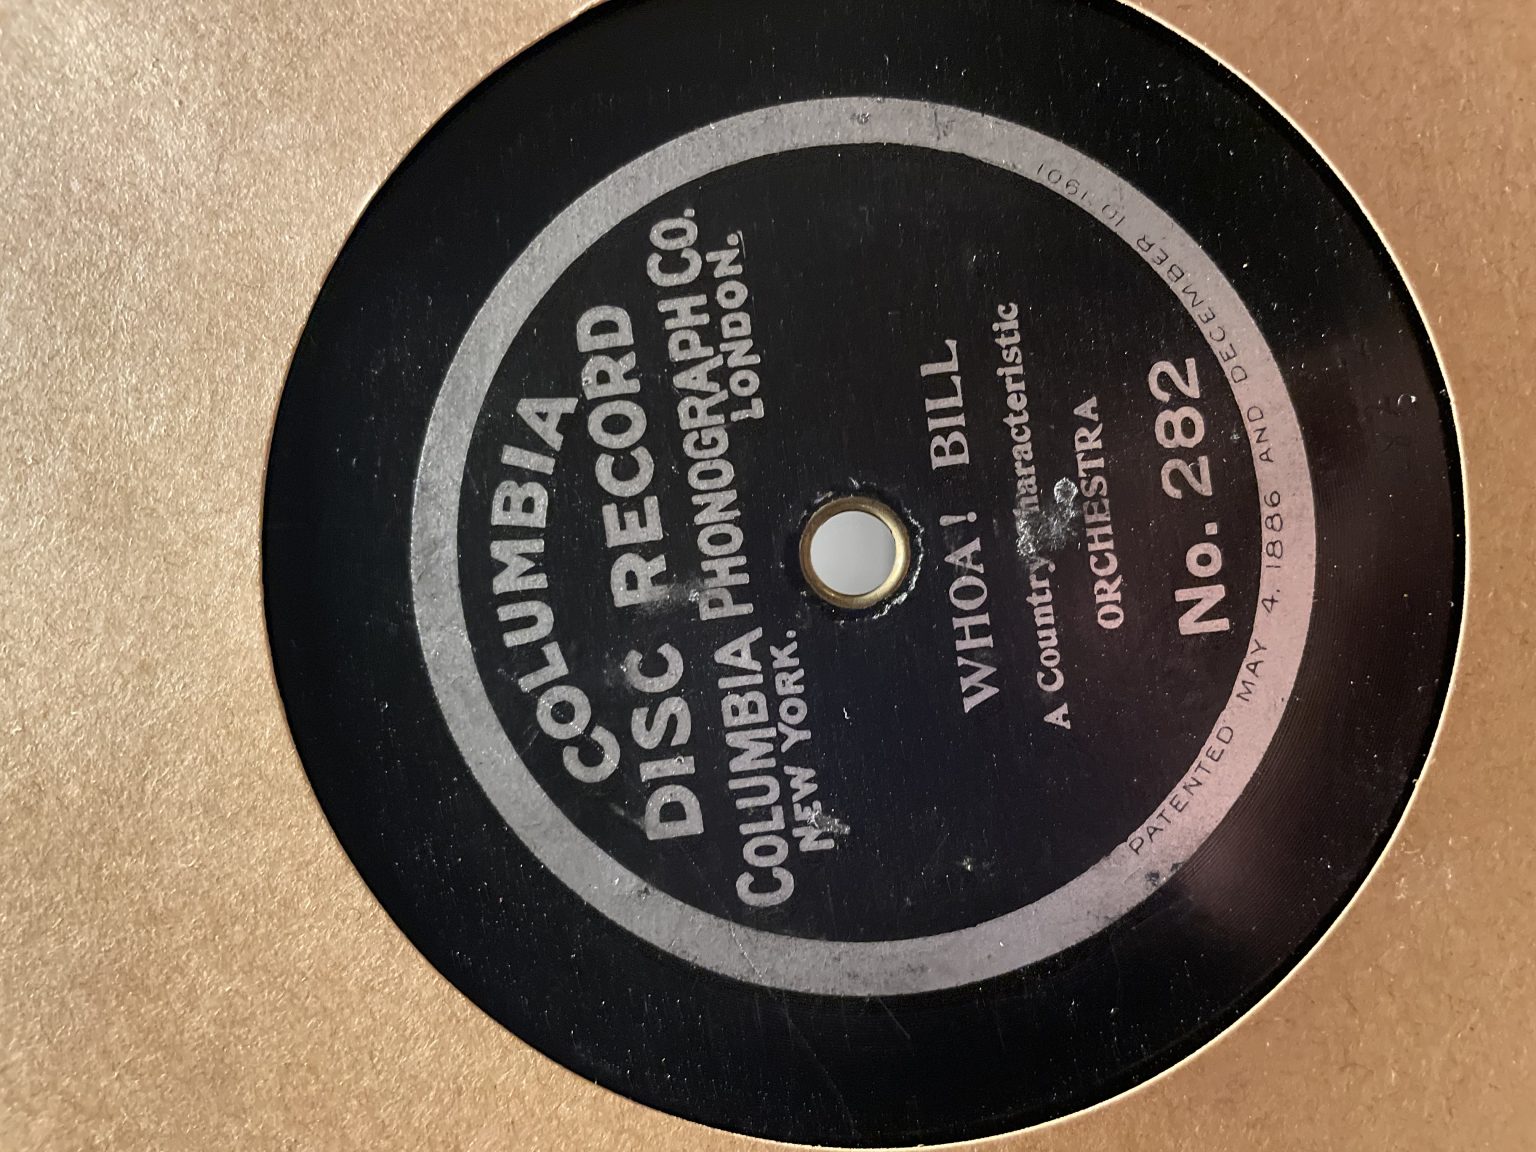 COLUMBIA
DISC RECORD
COLUMBIA PHONOGRAPH CO.
NEW YORK. LONDON.
WHOA! BILL
A Country Characteristic
ORCHESTRA
No. 282
PATENTED MAY 4. 1886 AND DECEMBER 10. 1901